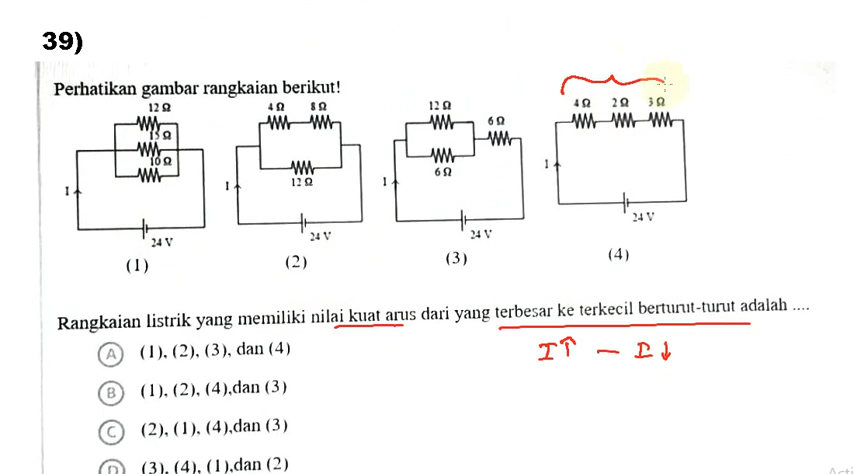 39)
Perhatikan gambar rangkaian berikut!
12 Ω
15 Ω
10 Ω
I
24 V
(1)
4 Ω 8 Ω
12 Ω
I
24 V
(2)
12 Ω
6 Ω
6 Ω
I
24 V
(3)
4 Ω 2 Ω 3 Ω
I
24 V
(4)
Rangkaian listrik yang memiliki nilai kuat arus dari yang terbesar ke terkecil berturut-turut adalah ....
I↑ – I↓
A (1), (2), (3), dan (4)
B (1), (2), (4),dan (3)
C (2), (1), (4),dan (3)
D (3), (4), (1),dan (2)